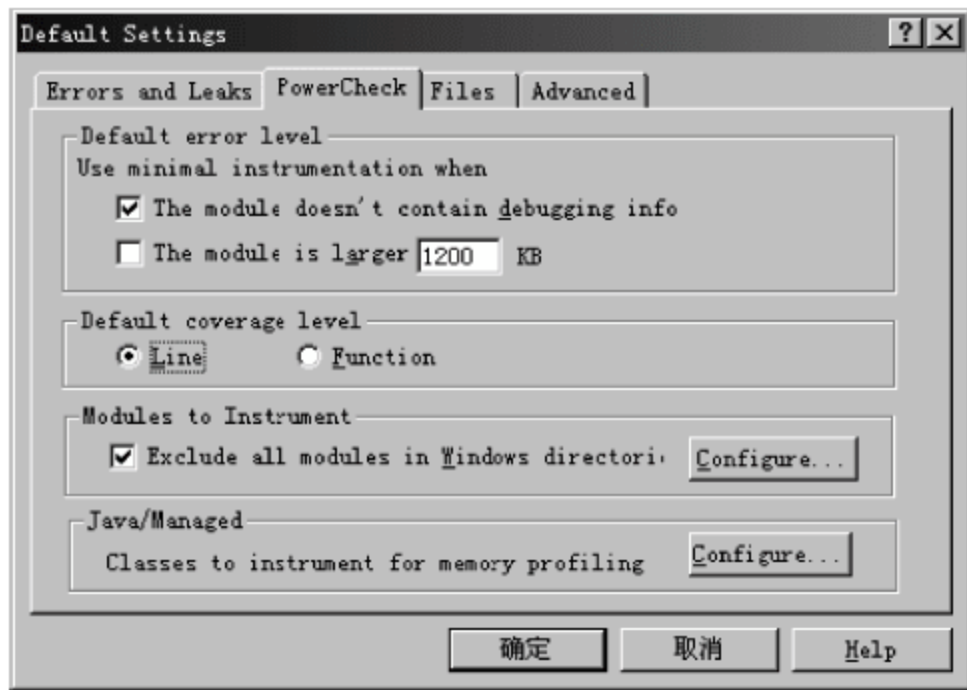 Default Settings
Errors and Leaks PowerCheck Files Advanced
Default error level
Use minimal instrumentation when
The module doesn't contain debugging info
The module is larger 1200 KB
Default coverage level
Line Function
Modules to Instrument
Exclude all modules in Windows directori Configure...
Java/Managed
Classes to instrument for memory profiling Configure...
确定 取消 Help